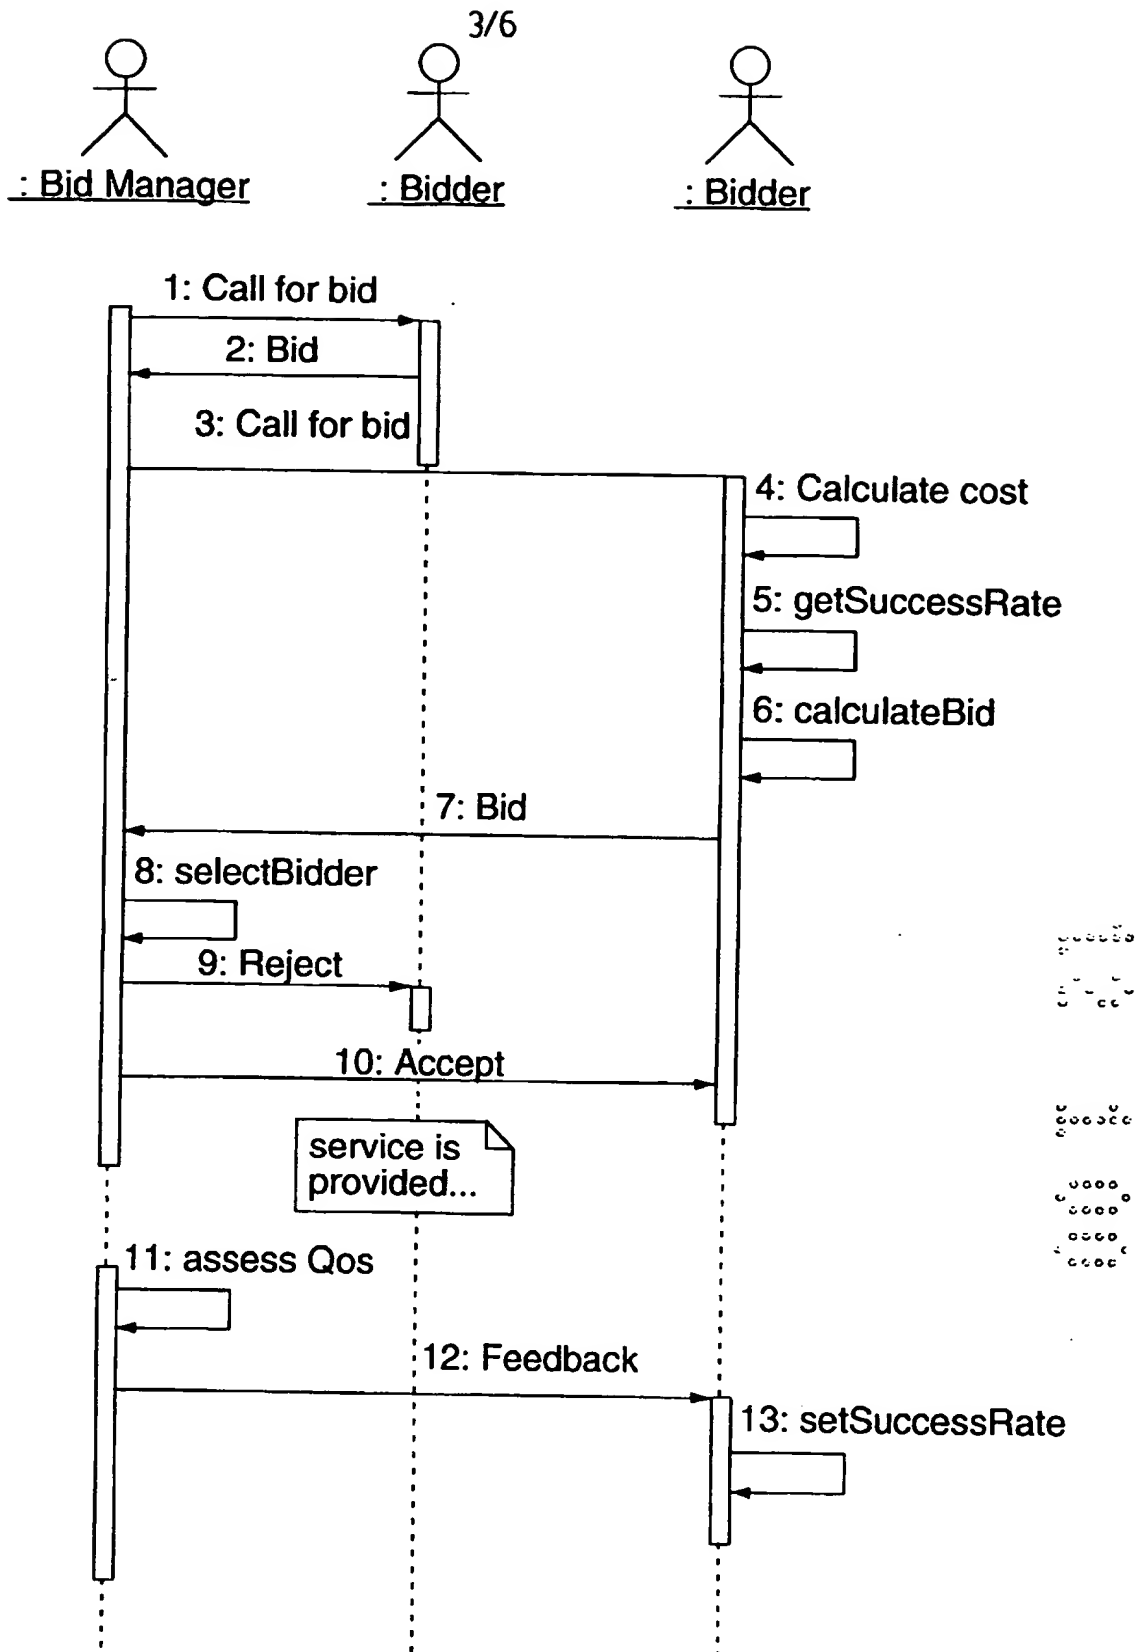 3/6
: Bid Manager
: Bidder
: Bidder
1: Call for bid
2: Bid
3: Call for bid
4: Calculate cost
5: getSuccessRate
6: calculateBid
7: Bid
8: selectBidder
9: Reject
10: Accept
service is
provided...
11: assess Qos
12: Feedback
13: setSuccessRate